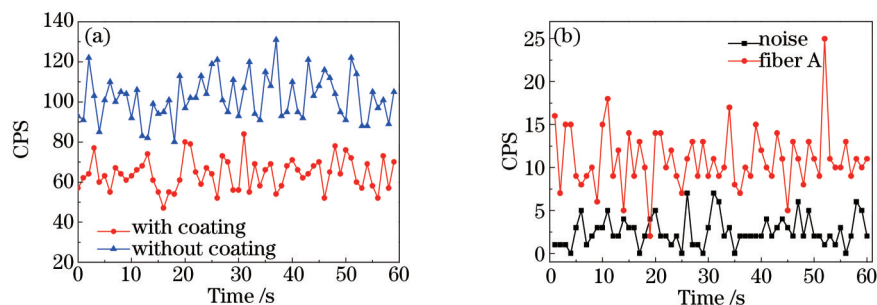 (a)
140
120
100
80
60
40
20
CPS
with coating
without coating
0 10 20 30 40 50 60
Time /s
(b)
25
20
15
10
5
0
CPS
noise
fiber A
0 10 20 30 40 50 60
Time /s